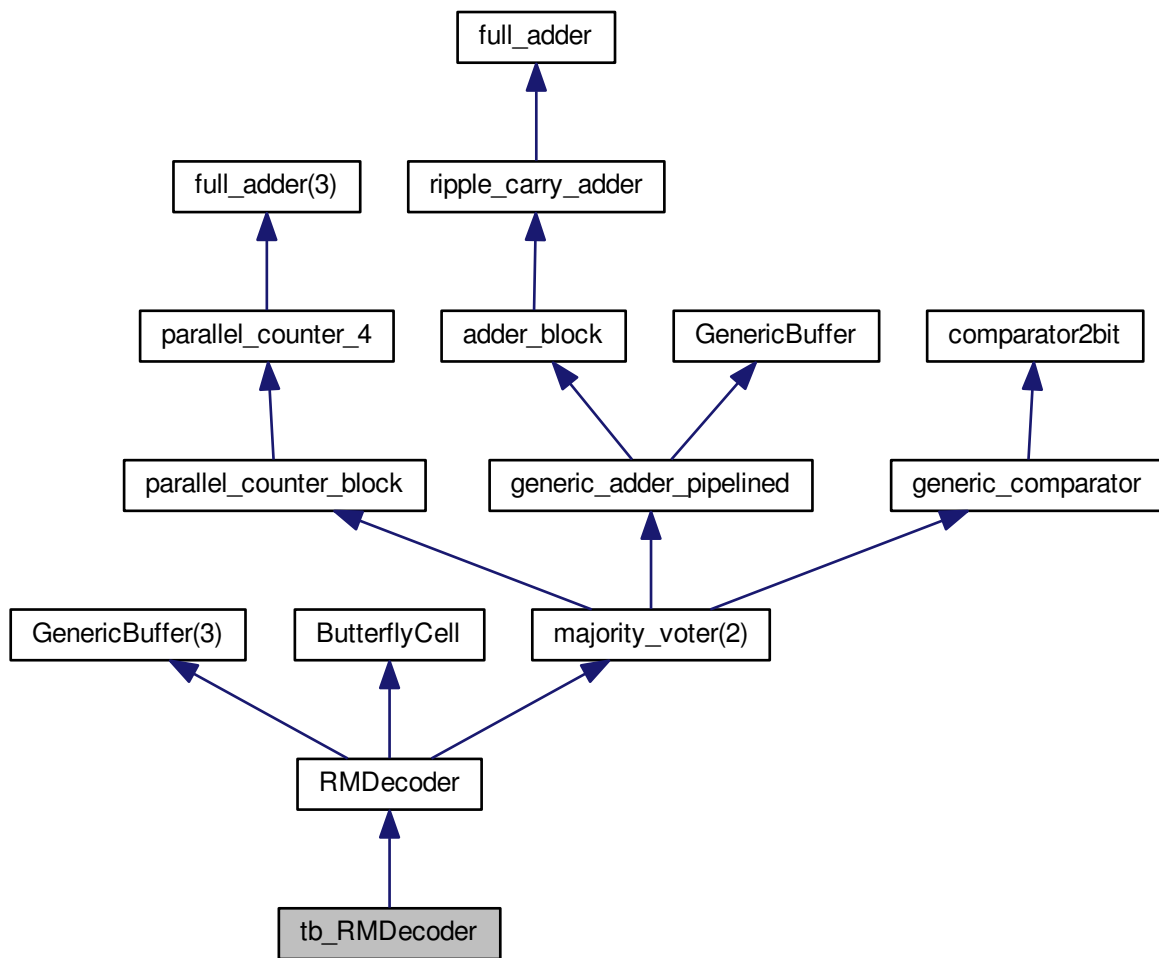 full_adder
full_adder(3)
ripple_carry_adder
parallel_counter_4
adder_block
GenericBuffer
comparator2bit
parallel_counter_block
generic_adder_pipelined
generic_comparator
GenericBuffer(3)
ButterflyCell
majority_voter(2)
RMDecoder
tb_RMDecoder